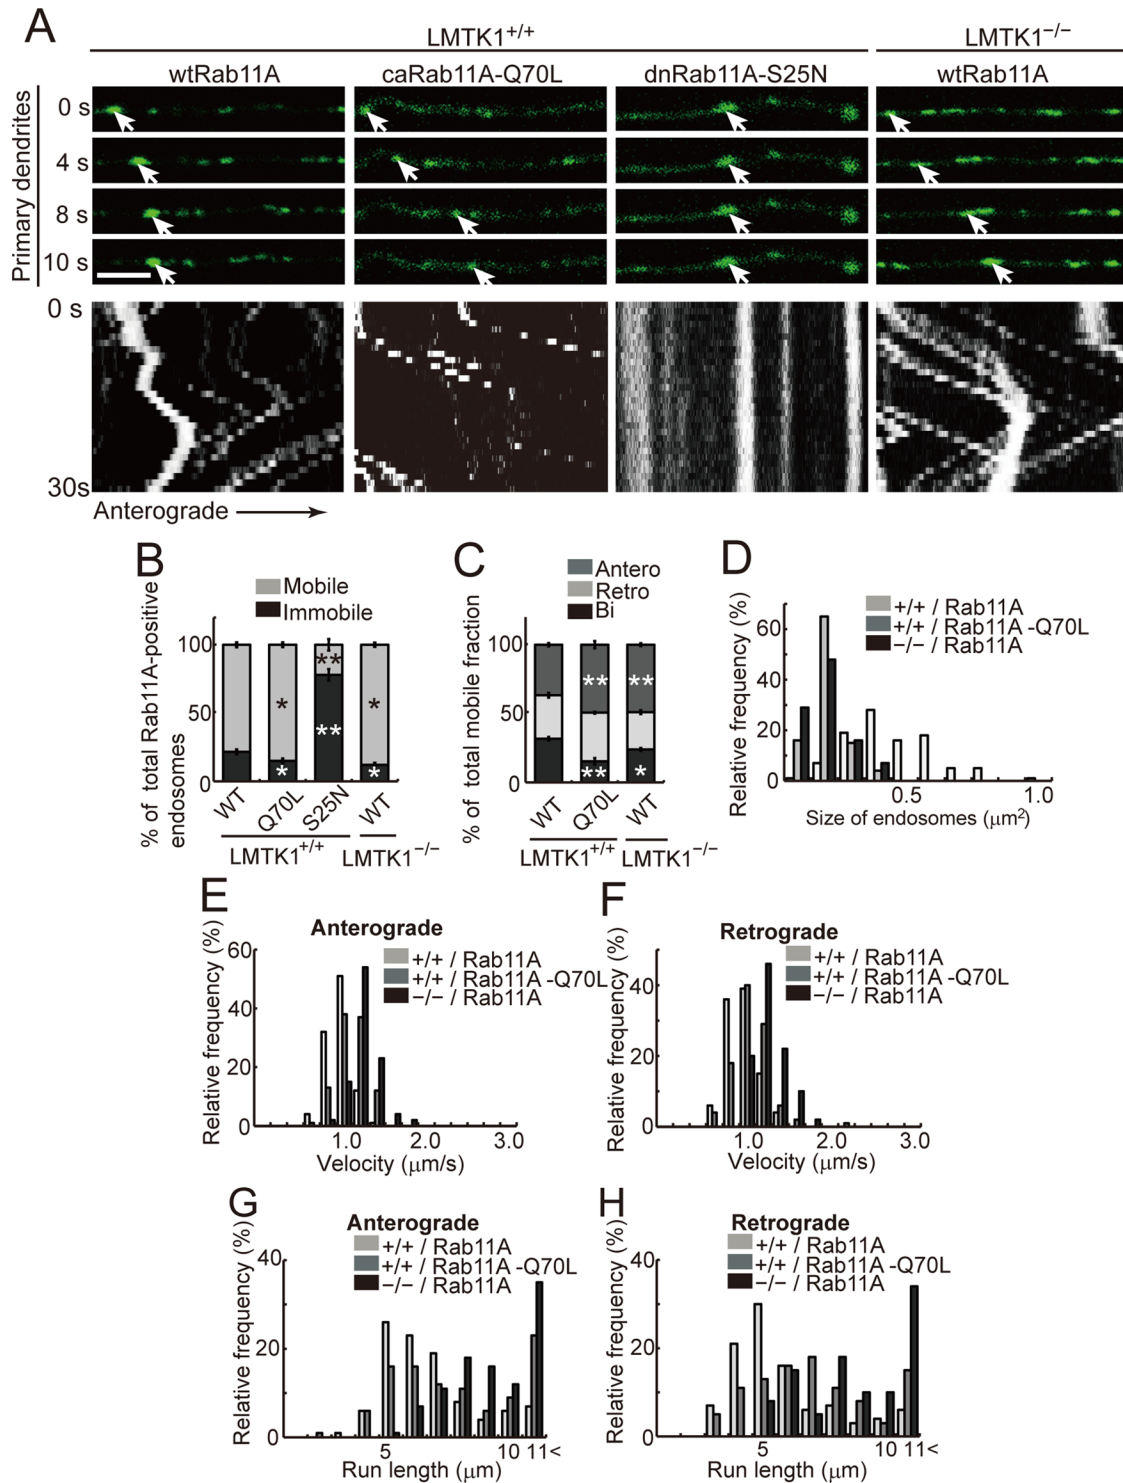 A
LMTK1+/+
LMTK1−/−
wtRab11A
caRab11A-Q70L
dnRab11A-S25N
wtRab11A
Primary dendrites
0 s
4 s
8 s
10 s
0 s
30s
Anterograde
B
Mobile
Immobile
% of total Rab11A-positive
endosomes
100
50
0
WT
Q70L
S25N
WT
LMTK1+/+
LMTK1−/−
**
*
*
*
**
*
C
Antero
Retro
Bi
% of total mobile fraction
100
50
0
WT
Q70L
WT
LMTK1+/+
LMTK1−/−
**
**
**
*
D
+/+ / Rab11A
+/+ / Rab11A -Q70L
−/− / Rab11A
Relative frequency (%)
60
40
20
0
0.5
1.0
Size of endosomes (μm2)
E
Anterograde
+/+ / Rab11A
+/+ / Rab11A -Q70L
−/− / Rab11A
Relative frequency (%)
60
40
20
0
1.0
2.0
3.0
Velocity (μm/s)
F
Retrograde
+/+ / Rab11A
+/+ / Rab11A -Q70L
−/− / Rab11A
Relative frequency (%)
40
20
0
1.0
2.0
3.0
Velocity (μm/s)
G
Anterograde
+/+ / Rab11A
+/+ / Rab11A -Q70L
−/− / Rab11A
Relative frequency (%)
40
20
0
5
10
11<
Run length (μm)
H
Retrograde
+/+ / Rab11A
+/+ / Rab11A -Q70L
−/− / Rab11A
Relative frequency (%)
40
20
0
5
10
11<
Run length (μm)